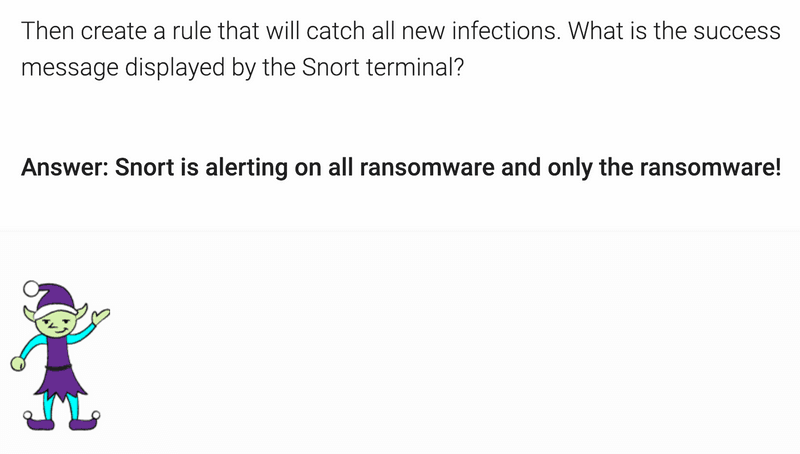 Then create a rule that will catch all new infections. What is the success
message displayed by the Snort terminal?
Answer: Snort is alerting on all ransomware and only the ransomware!